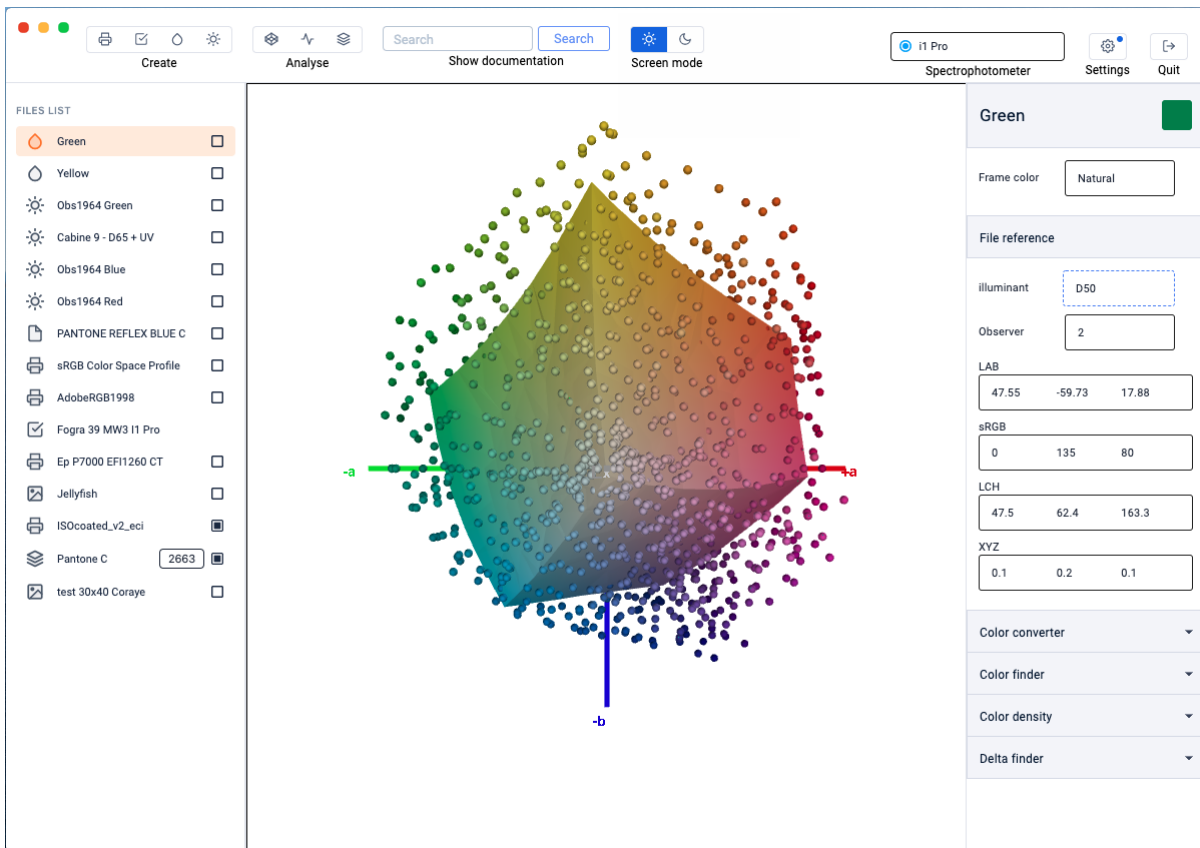 Create
Analyse
Search
Search
Show documentation
Screen mode
i1 Pro
Spectrophotometer
Settings
Quit
FILES LIST
Green
Yellow
Obs1964 Green
Cabine 9 - D65 + UV
Obs1964 Blue
Obs1964 Red
PANTONE REFLEX BLUE C
sRGB Color Space Profile
AdobeRGB1998
Fogra 39 MW3 I1 Pro
Ep P7000 EFI1260 CT
Jellyfish
ISOcoated_v2_eci
Pantone C 2663
test 30x40 Coraye
-a
+a
-b
Green
Frame color Natural
File reference
illuminant D50
Observer 2
LAB
47.55 -59.73 17.88
sRGB
0 135 80
LCH
47.5 62.4 163.3
XYZ
0.1 0.2 0.1
Color converter
Color finder
Color density
Delta finder